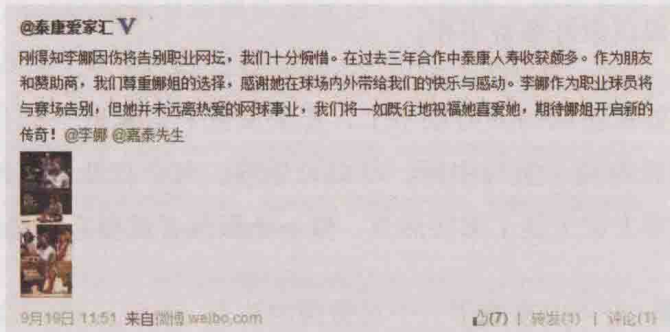 @泰康爱家汇 V
刚得知李娜因伤将告别职业网坛，我们十分惋惜。在过去三年合作中泰康人寿收获颇多。作为朋友
和赞助商，我们尊重娜姐的选择，感谢她在球场内外带给我们的快乐与感动。李娜作为职业球员将
与赛场告别，但她并未远离热爱的网球事业，我们将一如既往地祝福她喜爱她，期待娜姐开启新的
传奇！@李娜 @嘉泰先生
9月19日 11:51 来自微博 weibo.com
(7) | 转发(1) | 评论(1)